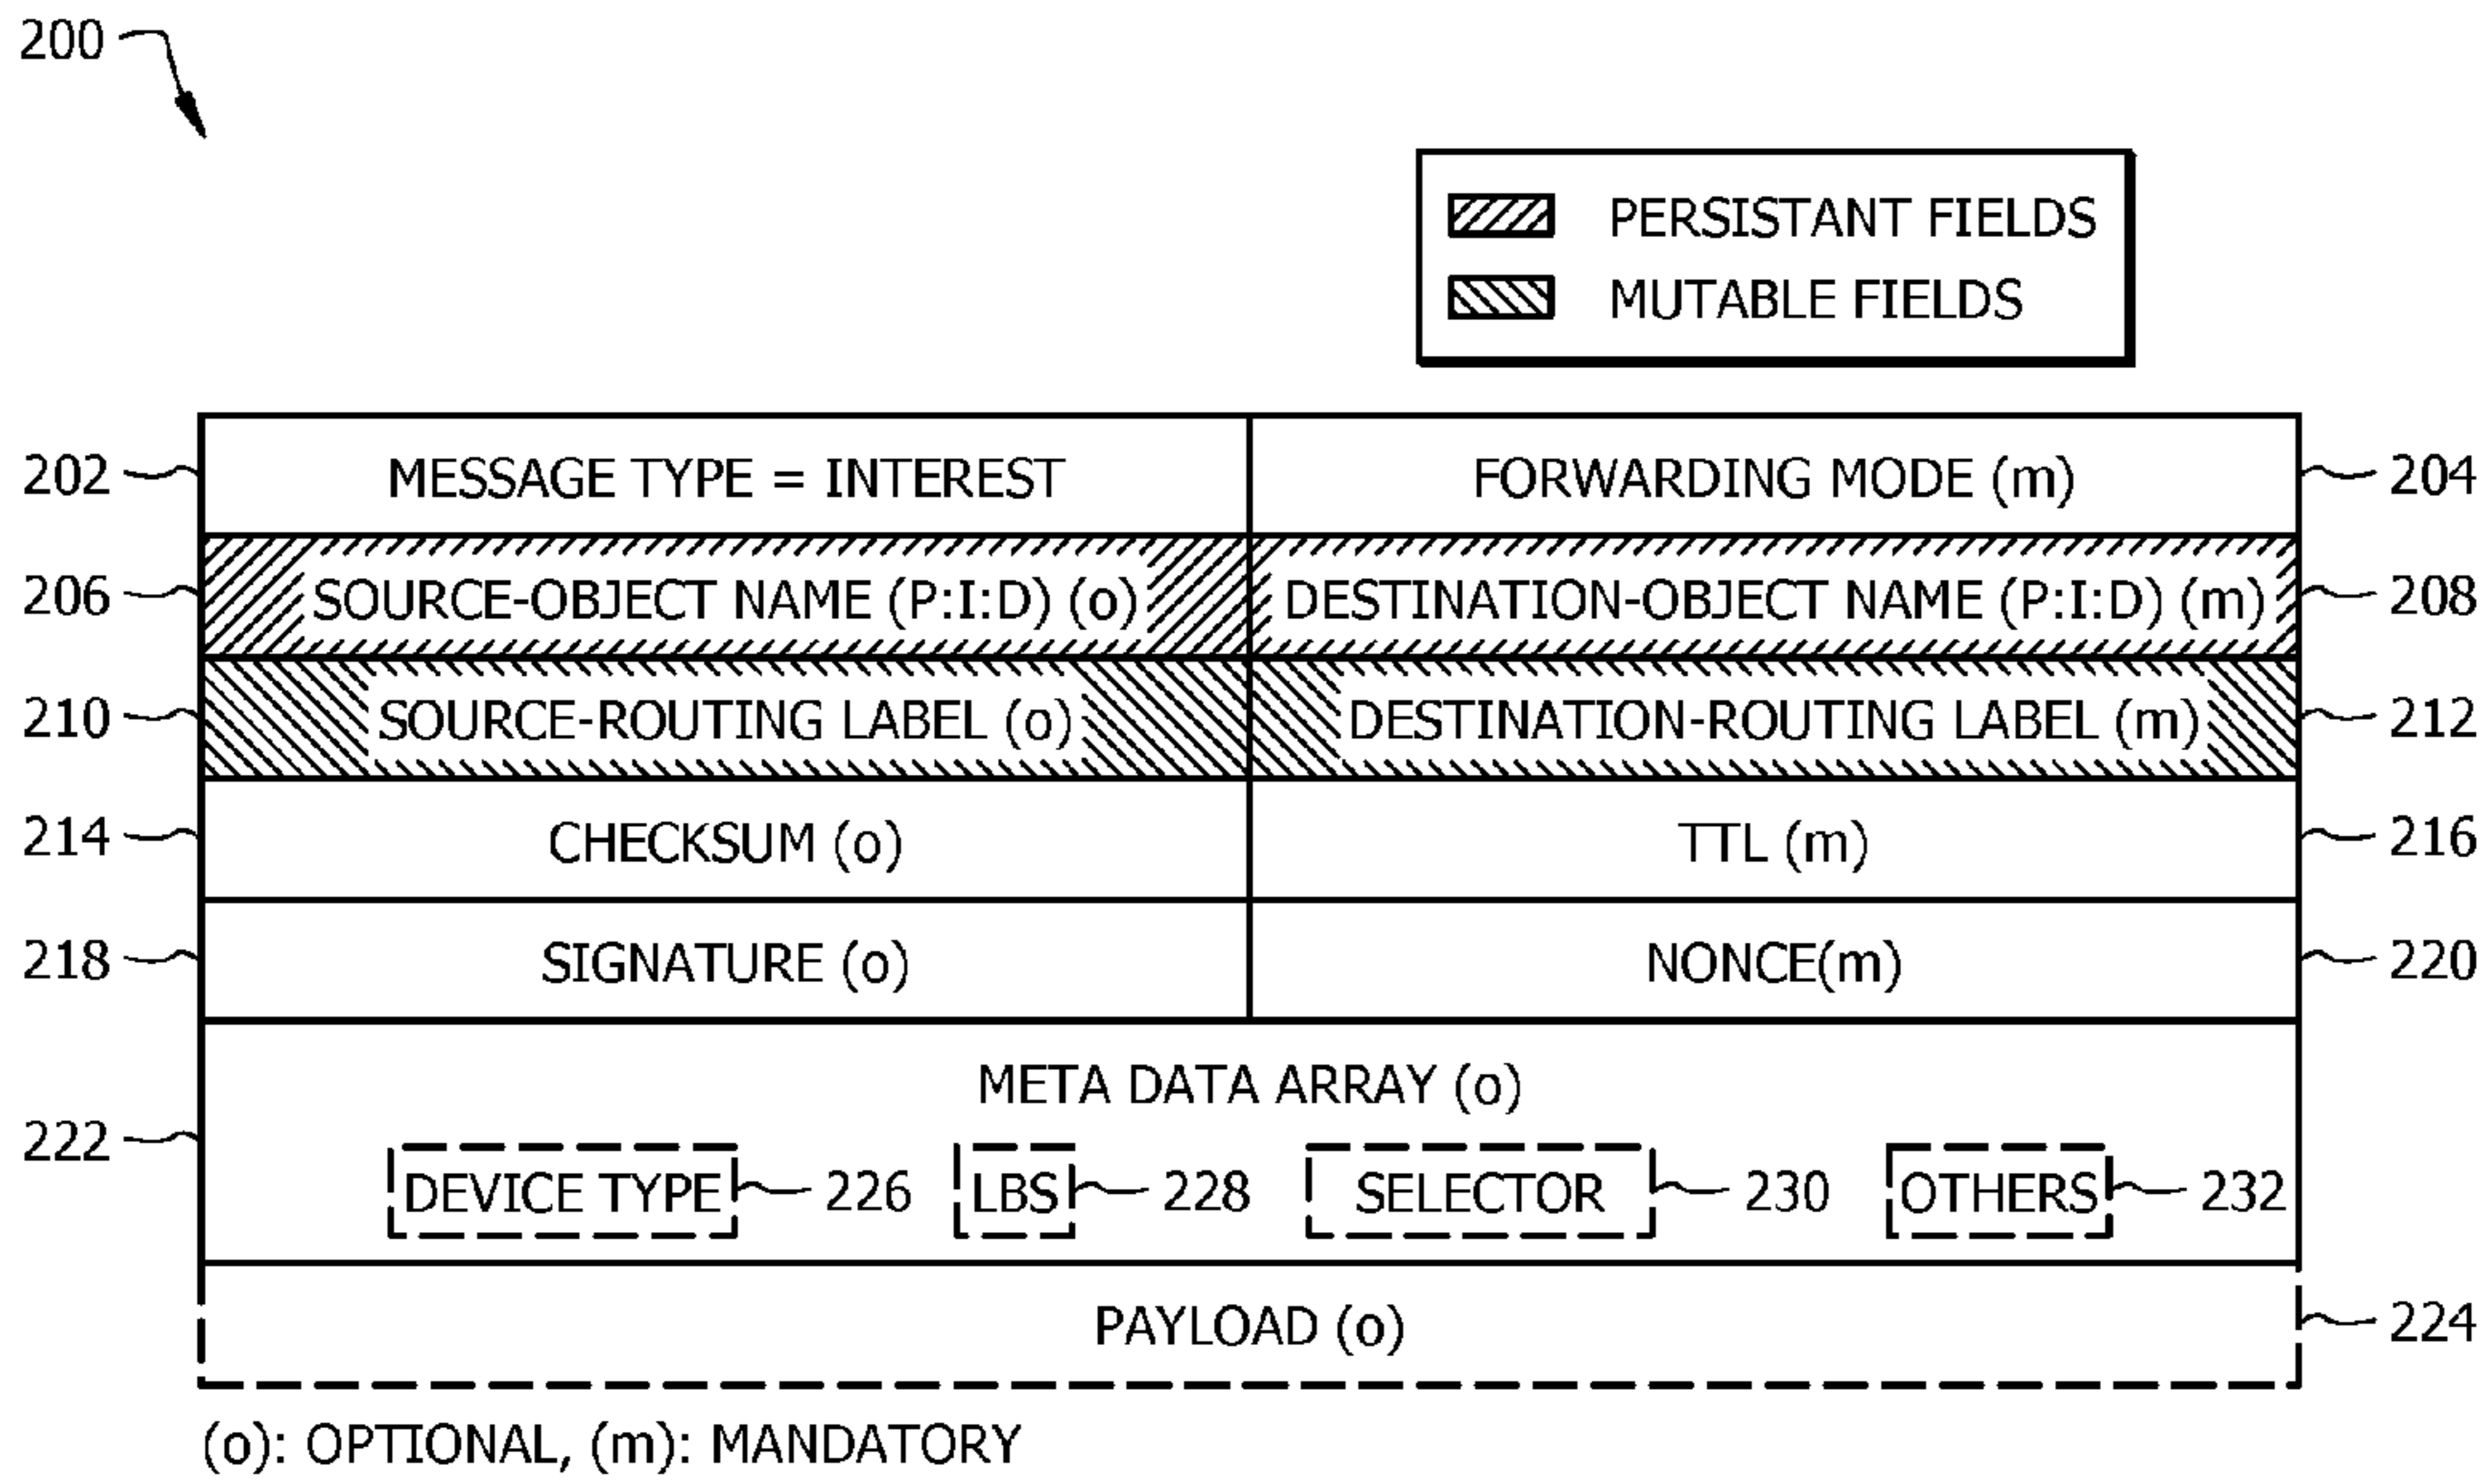 200
PERSISTANT FIELDS
MUTABLE FIELDS
202 MESSAGE TYPE = INTEREST FORWARDING MODE (m) 204
206 SOURCE-OBJECT NAME (P:I:D) (o) DESTINATION-OBJECT NAME (P:I:D) (m) 208
210 SOURCE-ROUTING LABEL (o) DESTINATION-ROUTING LABEL (m) 212
214 CHECKSUM (o) TTL (m) 216
218 SIGNATURE (o) NONCE(m) 220
META DATA ARRAY (o)
222 DEVICE TYPE 226 LBS 228 SELECTOR 230 OTHERS 232
PAYLOAD (o) 224
(o): OPTIONAL, (m): MANDATORY